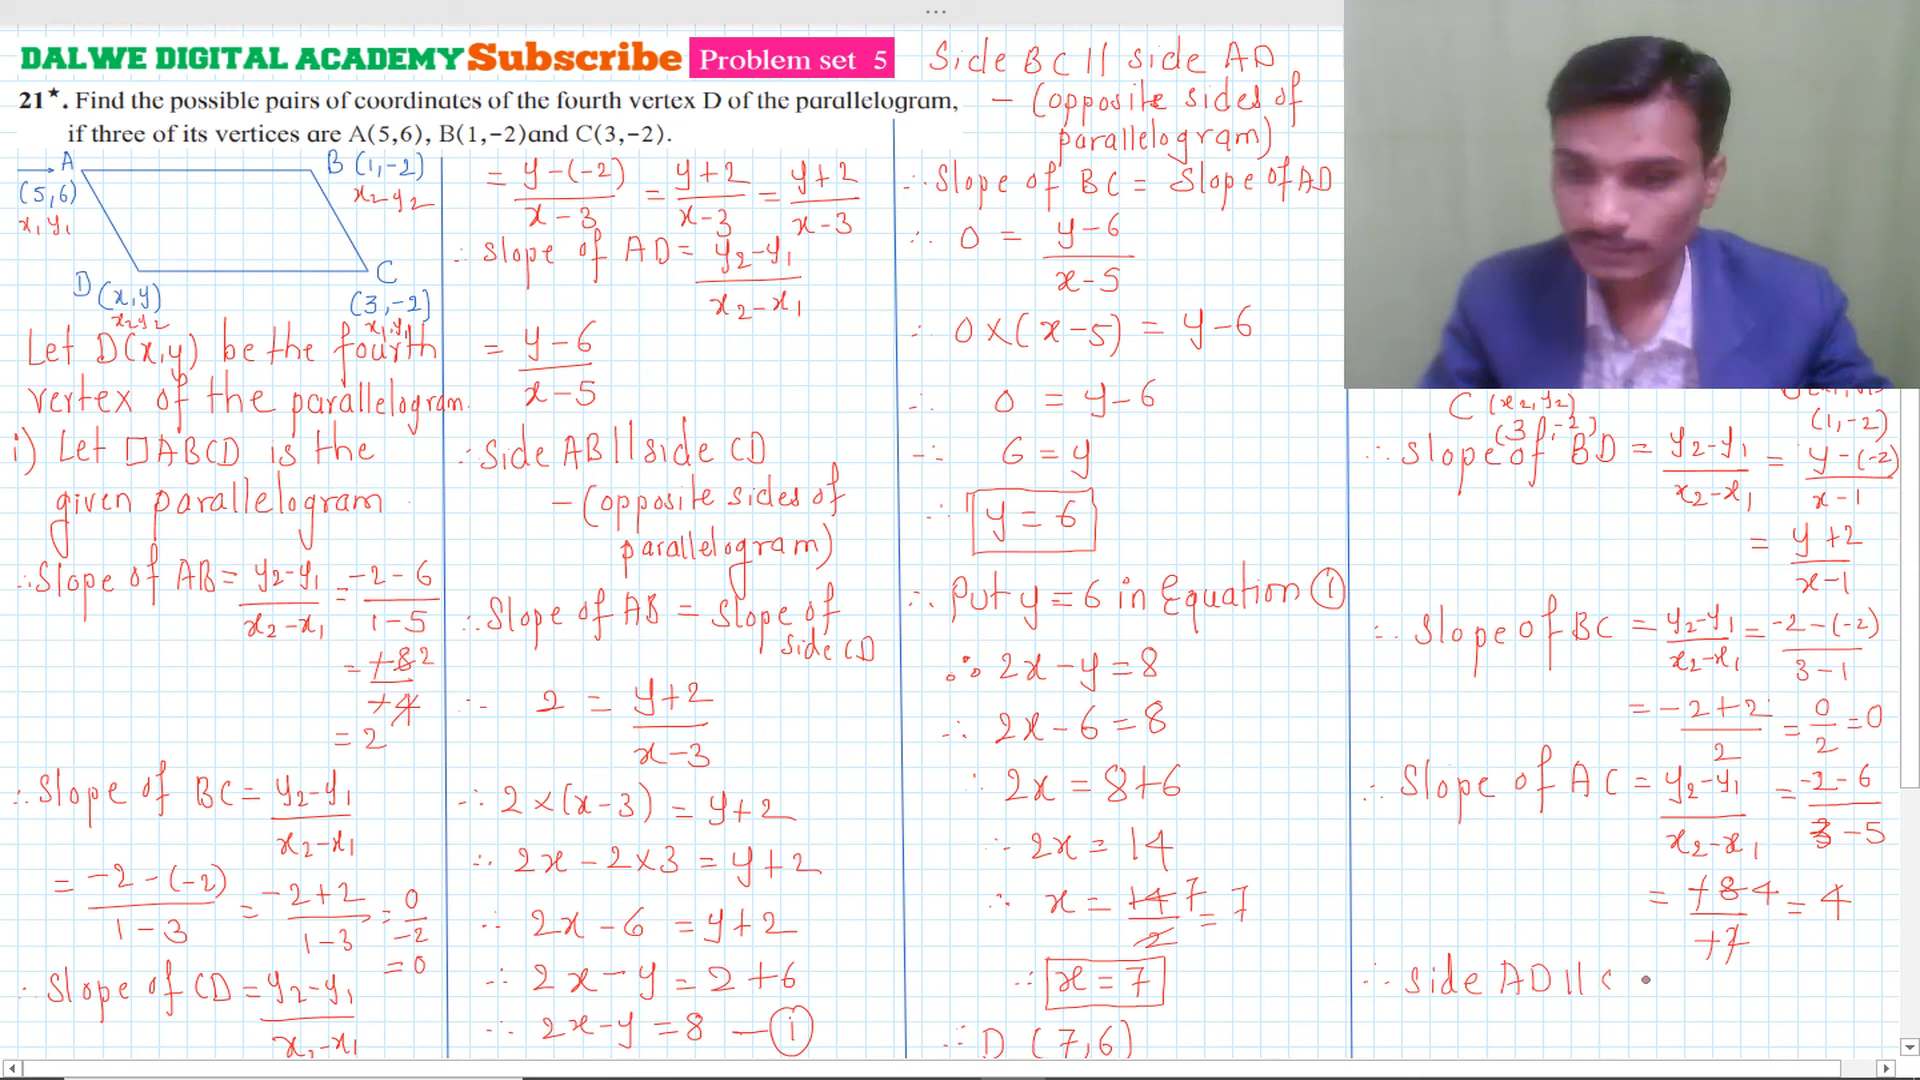 DALWE DIGITAL ACADEMY Subscribe Problem set 5
21★. Find the possible pairs of coordinates of the fourth vertex D of the parallelogram,
if three of its vertices are A(5,6), B(1,−2)and C(3,−2).
A
B (1,-2)
(5,6)
x2 y2
x1 y1
D (x,y)
x2 y2
C
(3,-2)
x1,y1
Let D(x,y) be the fourth
vertex of the parallelogram.
i) Let □ABCD is the
given parallelogram
∴ Slope of AB = y2-y1/x2-x1 = -2-6/1-5
= +82/+4
= 2
∴ Slope of BC = y2-y1/x2-x1
= -2-(-2)/1-3 = -2+2/1-3 = 0/-2
= 0
∴ Slope of CD = y2-y1/x2-x1
= y-(-2)/x-3 = y+2/x-3 = y+2/x-3
∴ Slope of AD = y2-y1/x2-x1
= y-6/x-5
∴ Side AB || side CD
- (opposite sides of
parallelogram)
∴ Slope of AB = Slope of
side CD
∴ 2 = y+2/x-3
∴ 2×(x-3) = y+2
∴ 2x-2×3 = y+2
∴ 2x-6 = y+2
∴ 2x-y = 2+6
∴ 2x-y = 8 — (i)
Side BC || side AD
- (opposite sides of
parallelogram)
∴ Slope of BC = Slope of AD
∴ 0 = y-6/x-5
∴ 0×(x-5) = y-6
∴ 0 = y-6
∴ 6 = y
∴ y = 6
∴ Put y = 6 in Equation (i)
∴ 2x-y = 8
∴ 2x-6 = 8
∴ 2x = 8+6
∴ 2x = 14
∴ x = 14 7/2 = 7
∴ x = 7
∴ D (7,6)
C (x2,y2)
(3,-2)
(1,-2)
∴ Slope of BD = y2-y1/x2-x1 = y-(-2)/x-1
= y+2/x-1
∴ Slope of BC = y2-y1/x2-x1 = -2-(-2)/3-1
= -2+2/2 = 0/2 = 0
∴ Slope of AC = y2-y1/x2-x1 = -2-6/3-5
= +84/+7 = 4
∴ Side AD ||